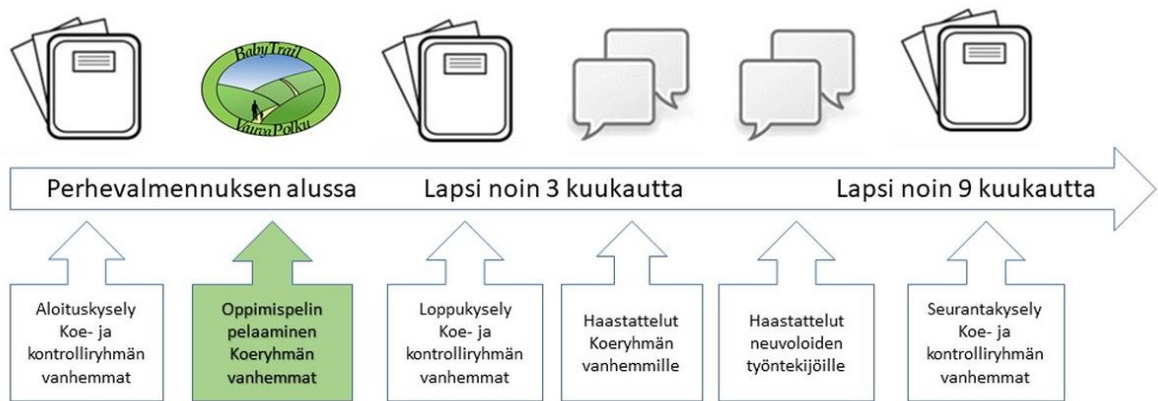 BabyTrail
VauvaPolku
Perhevalmennuksen alussa
Lapsi noin 3 kuukautta
Lapsi noin 9 kuukautta
Aloituskysely
Koe- ja
kontrolliryhmän
vanhemmat
Oppimispelin
pelaaminen
Koeryhmän
vanhemmat
Loppukysely
Koe- ja
kontrolliryhmän
vanhemmat
Haastattelut
Koeryhmän
vanhemmille
Haastattelut
neuvoloiden
työntekijöille
Seurantakysely
Koe- ja
kontrolliryhmän
vanhemmat